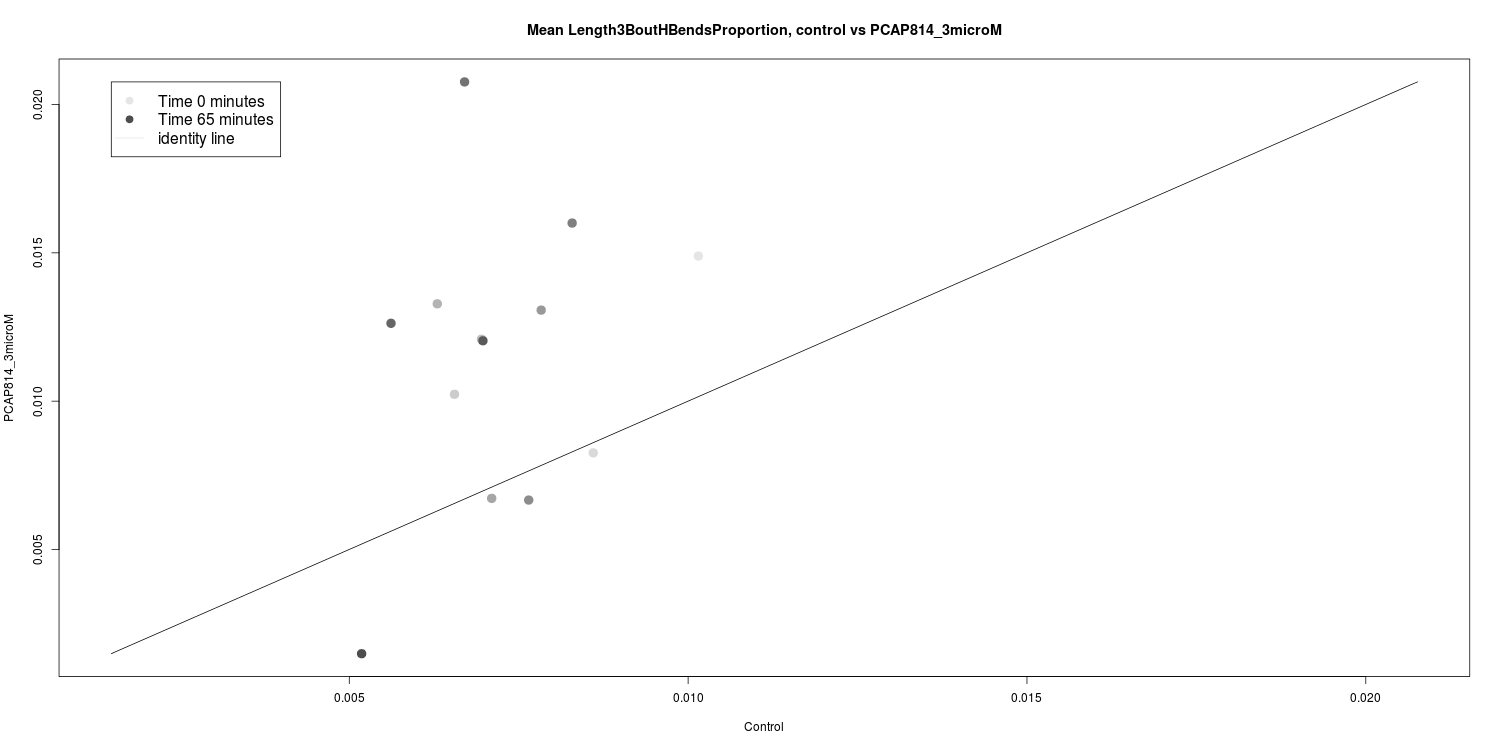 Mean Length3BoutHBendsProportion, control vs PCAP814_3microM
Time 0 minutes
Time 65 minutes
identity line
PCAP814_3microM
0.020
0.015
0.010
0.005
0.005
0.010
0.015
0.020
Control